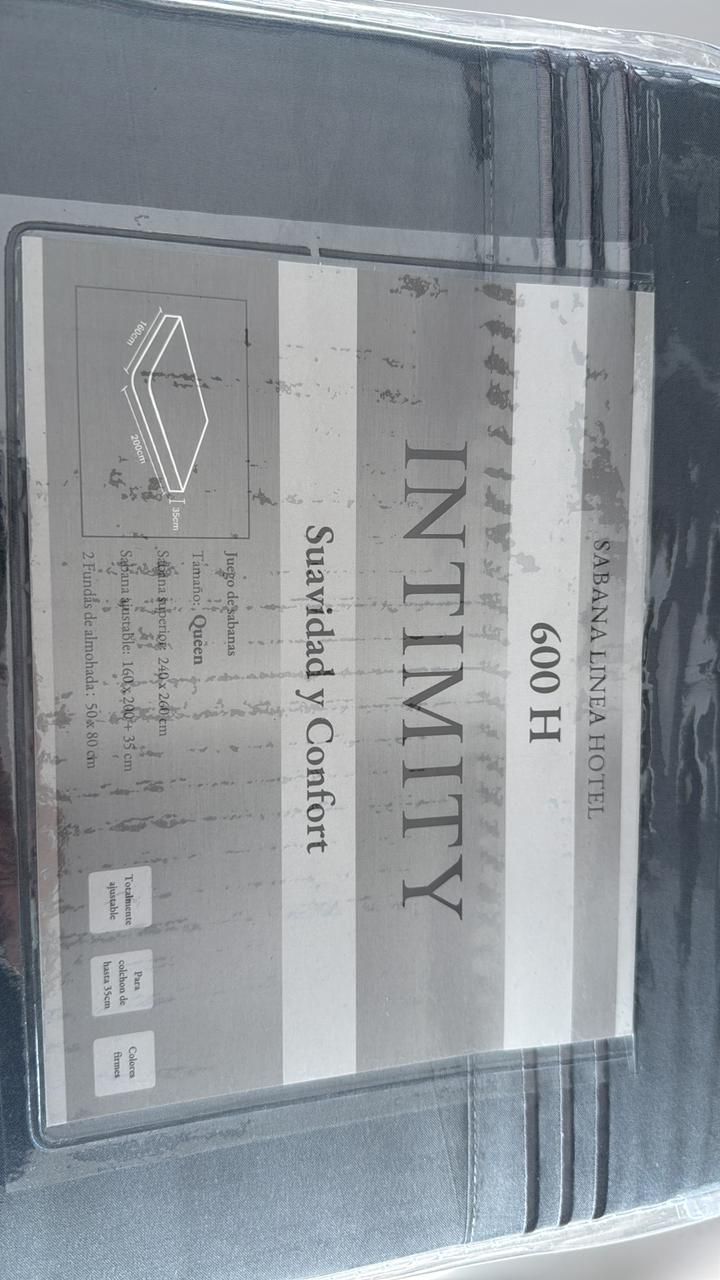 SABANA LINEA HOTEL
600 H
INTIMITY
Suavidad y Confort
160cm
200cm
35cm
Juego de sabanas
Tamaño: Queen
Sabana superior: 240 x 260 cm
Sabana ajustable: 160 x 200 + 35 cm
2 Fundas de almohada: 50 x 80 cm
Totalmente
ajustable
Para
colchon de
hasta 35cm
Colores
firmes